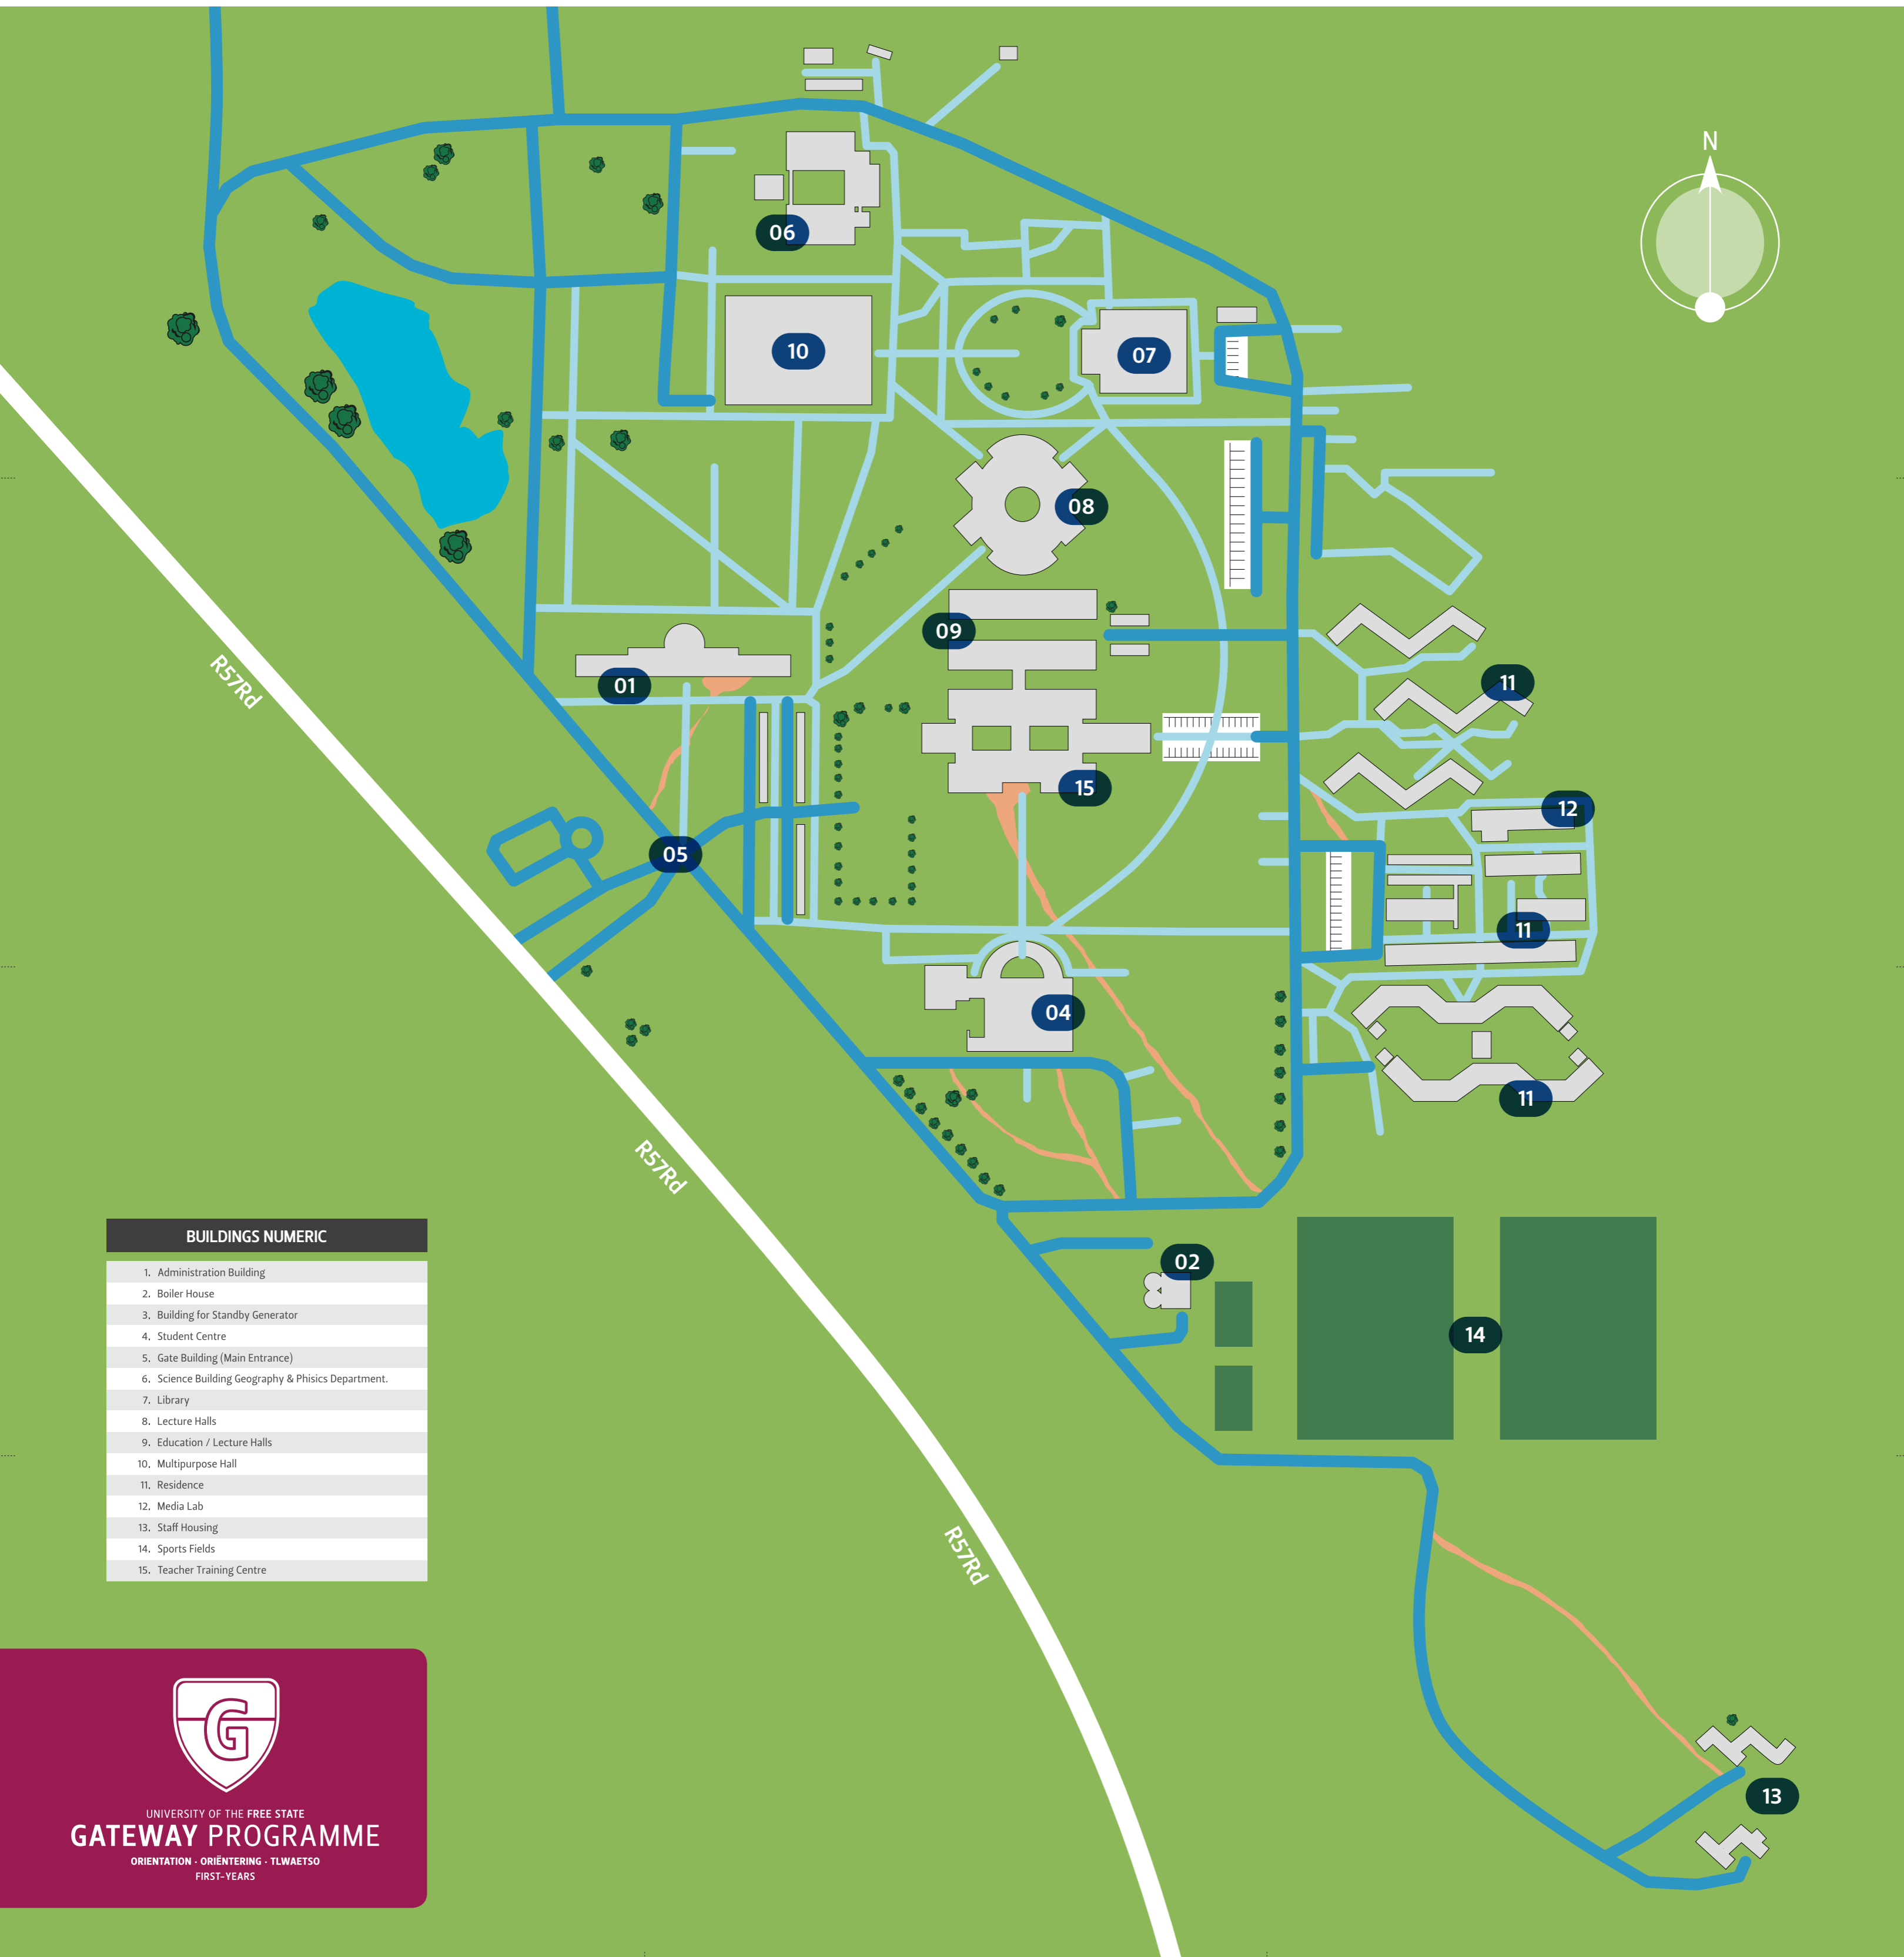 N
06
10
07
08
09
01
11
15
12
05
11
04
11
02
14
13
R57Rd
R57Rd
R57Rd
BUILDINGS NUMERIC
1. Administration Building
2. Boiler House
3. Building for Standby Generator
4. Student Centre
5. Gate Building (Main Entrance)
6. Science Building Geography & Phisics Department.
7. Library
8. Lecture Halls
9. Education / Lecture Halls
10. Multipurpose Hall
11. Residence
12. Media Lab
13. Staff Housing
14. Sports Fields
15. Teacher Training Centre
G
UNIVERSITY OF THE FREE STATE
GATEWAY PROGRAMME
ORIENTATION · ORIËNTERING · TLWAETSO
FIRST-YEARS